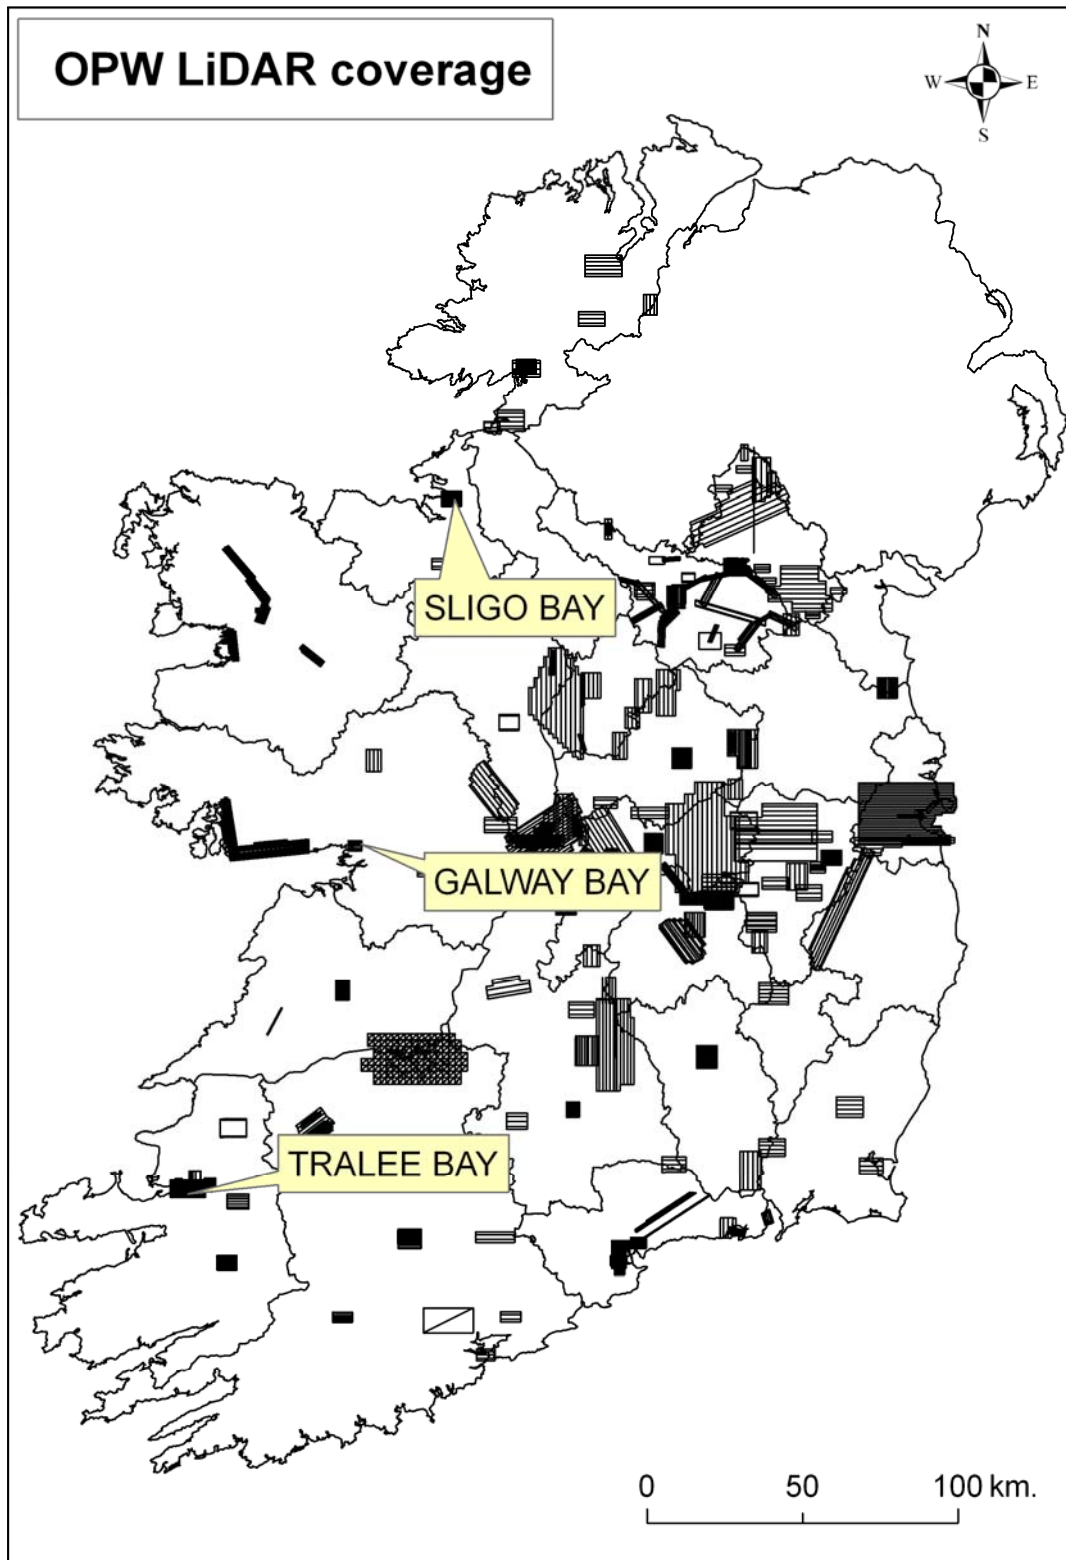 OPW LiDAR coverage
N
W E
S
SLIGO BAY
GALWAY BAY
TRALEE BAY
0 50 100 km.